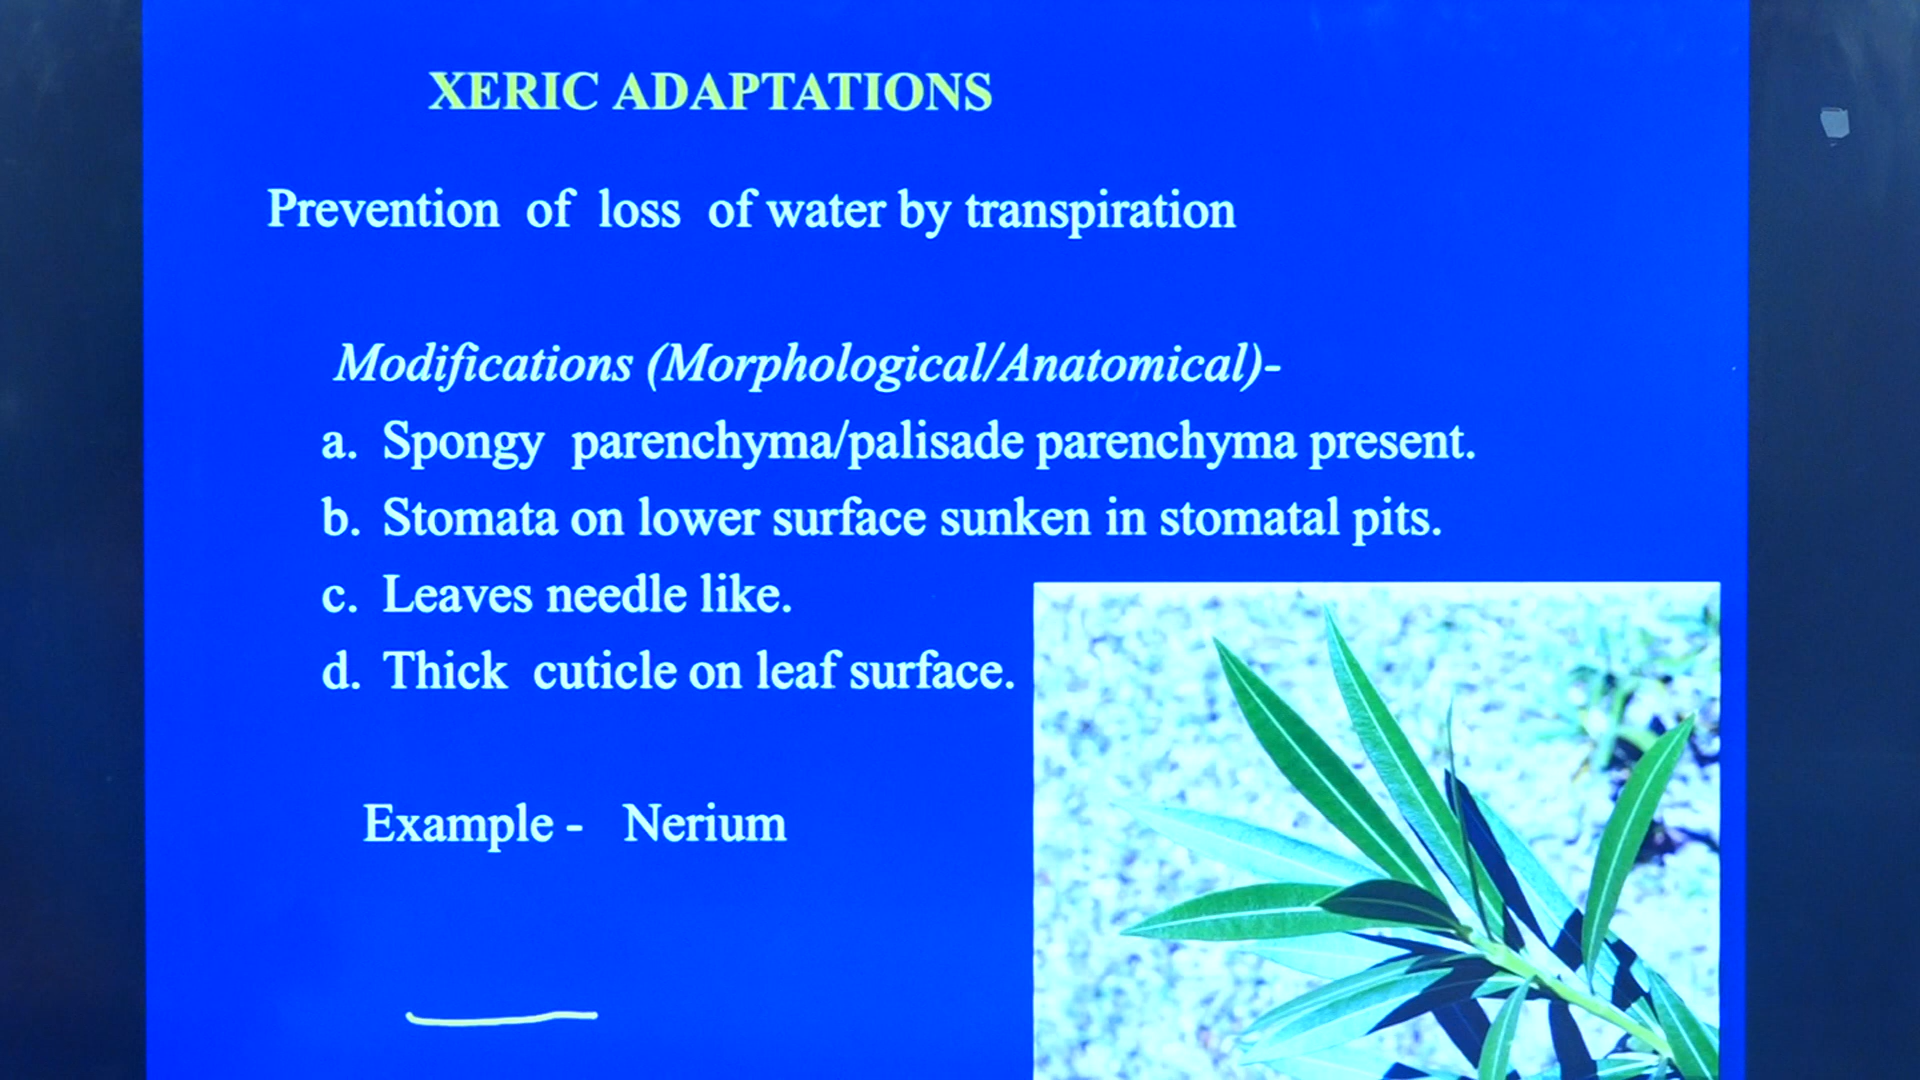 XERIC ADAPTATIONS
Prevention of loss of water by transpiration
Modifications (Morphological/Anatomical)-
a. Spongy parenchyma/palisade parenchyma present.
b. Stomata on lower surface sunken in stomatal pits.
c. Leaves needle like.
d. Thick cuticle on leaf surface.
Example - Nerium